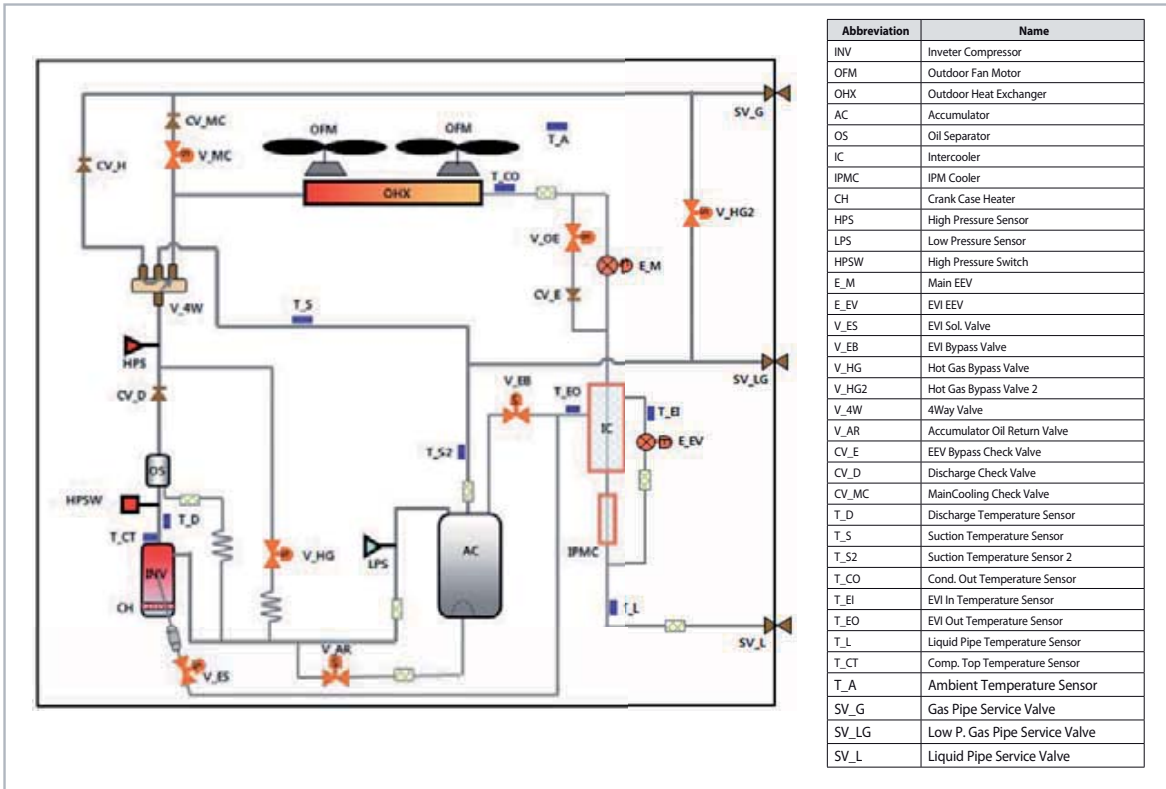 CV_MC
OFM
OFM
T_A
SV_G
CV_H
V_MC
T_CO
OHX
V_HG2
V_OE
E_M
CV_E
V_4W
T_S
HPS
SV_LG
CV_D
V_EB
T_EO
T_EI
IC
E_EV
T_S2
OS
HPSW
T_D
T_CT
V_HG
LPS
AC
IPMC
INV
CH
T_L
V_AR
SV_L
V_ES
Abbreviation Name
INV Inveter Compressor
OFM Outdoor Fan Motor
OHX Outdoor Heat Exchanger
AC Accumulator
OS Oil Separator
IC Intercooler
IPMC IPM Cooler
CH Crank Case Heater
HPS High Pressure Sensor
LPS Low Pressure Sensor
HPSW High Pressure Switch
E_M Main EEV
E_EV EVI EEV
V_ES EVI Sol. Valve
V_EB EVI Bypass Valve
V_HG Hot Gas Bypass Valve
V_HG2 Hot Gas Bypass Valve 2
V_4W 4Way Valve
V_AR Accumulator Oil Return Valve
CV_E EEV Bypass Check Valve
CV_D Discharge Check Valve
CV_MC MainCooling Check Valve
T_D Discharge Temperature Sensor
T_S Suction Temperature Sensor
T_S2 Suction Temperature Sensor 2
T_CO Cond. Out Temperature Sensor
T_EI EVI In Temperature Sensor
T_EO EVI Out Temperature Sensor
T_L Liquid Pipe Temperature Sensor
T_CT Comp. Top Temperature Sensor
T_A Ambient Temperature Sensor
SV_G Gas Pipe Service Valve
SV_LG Low P. Gas Pipe Service Valve
SV_L Liquid Pipe Service Valve